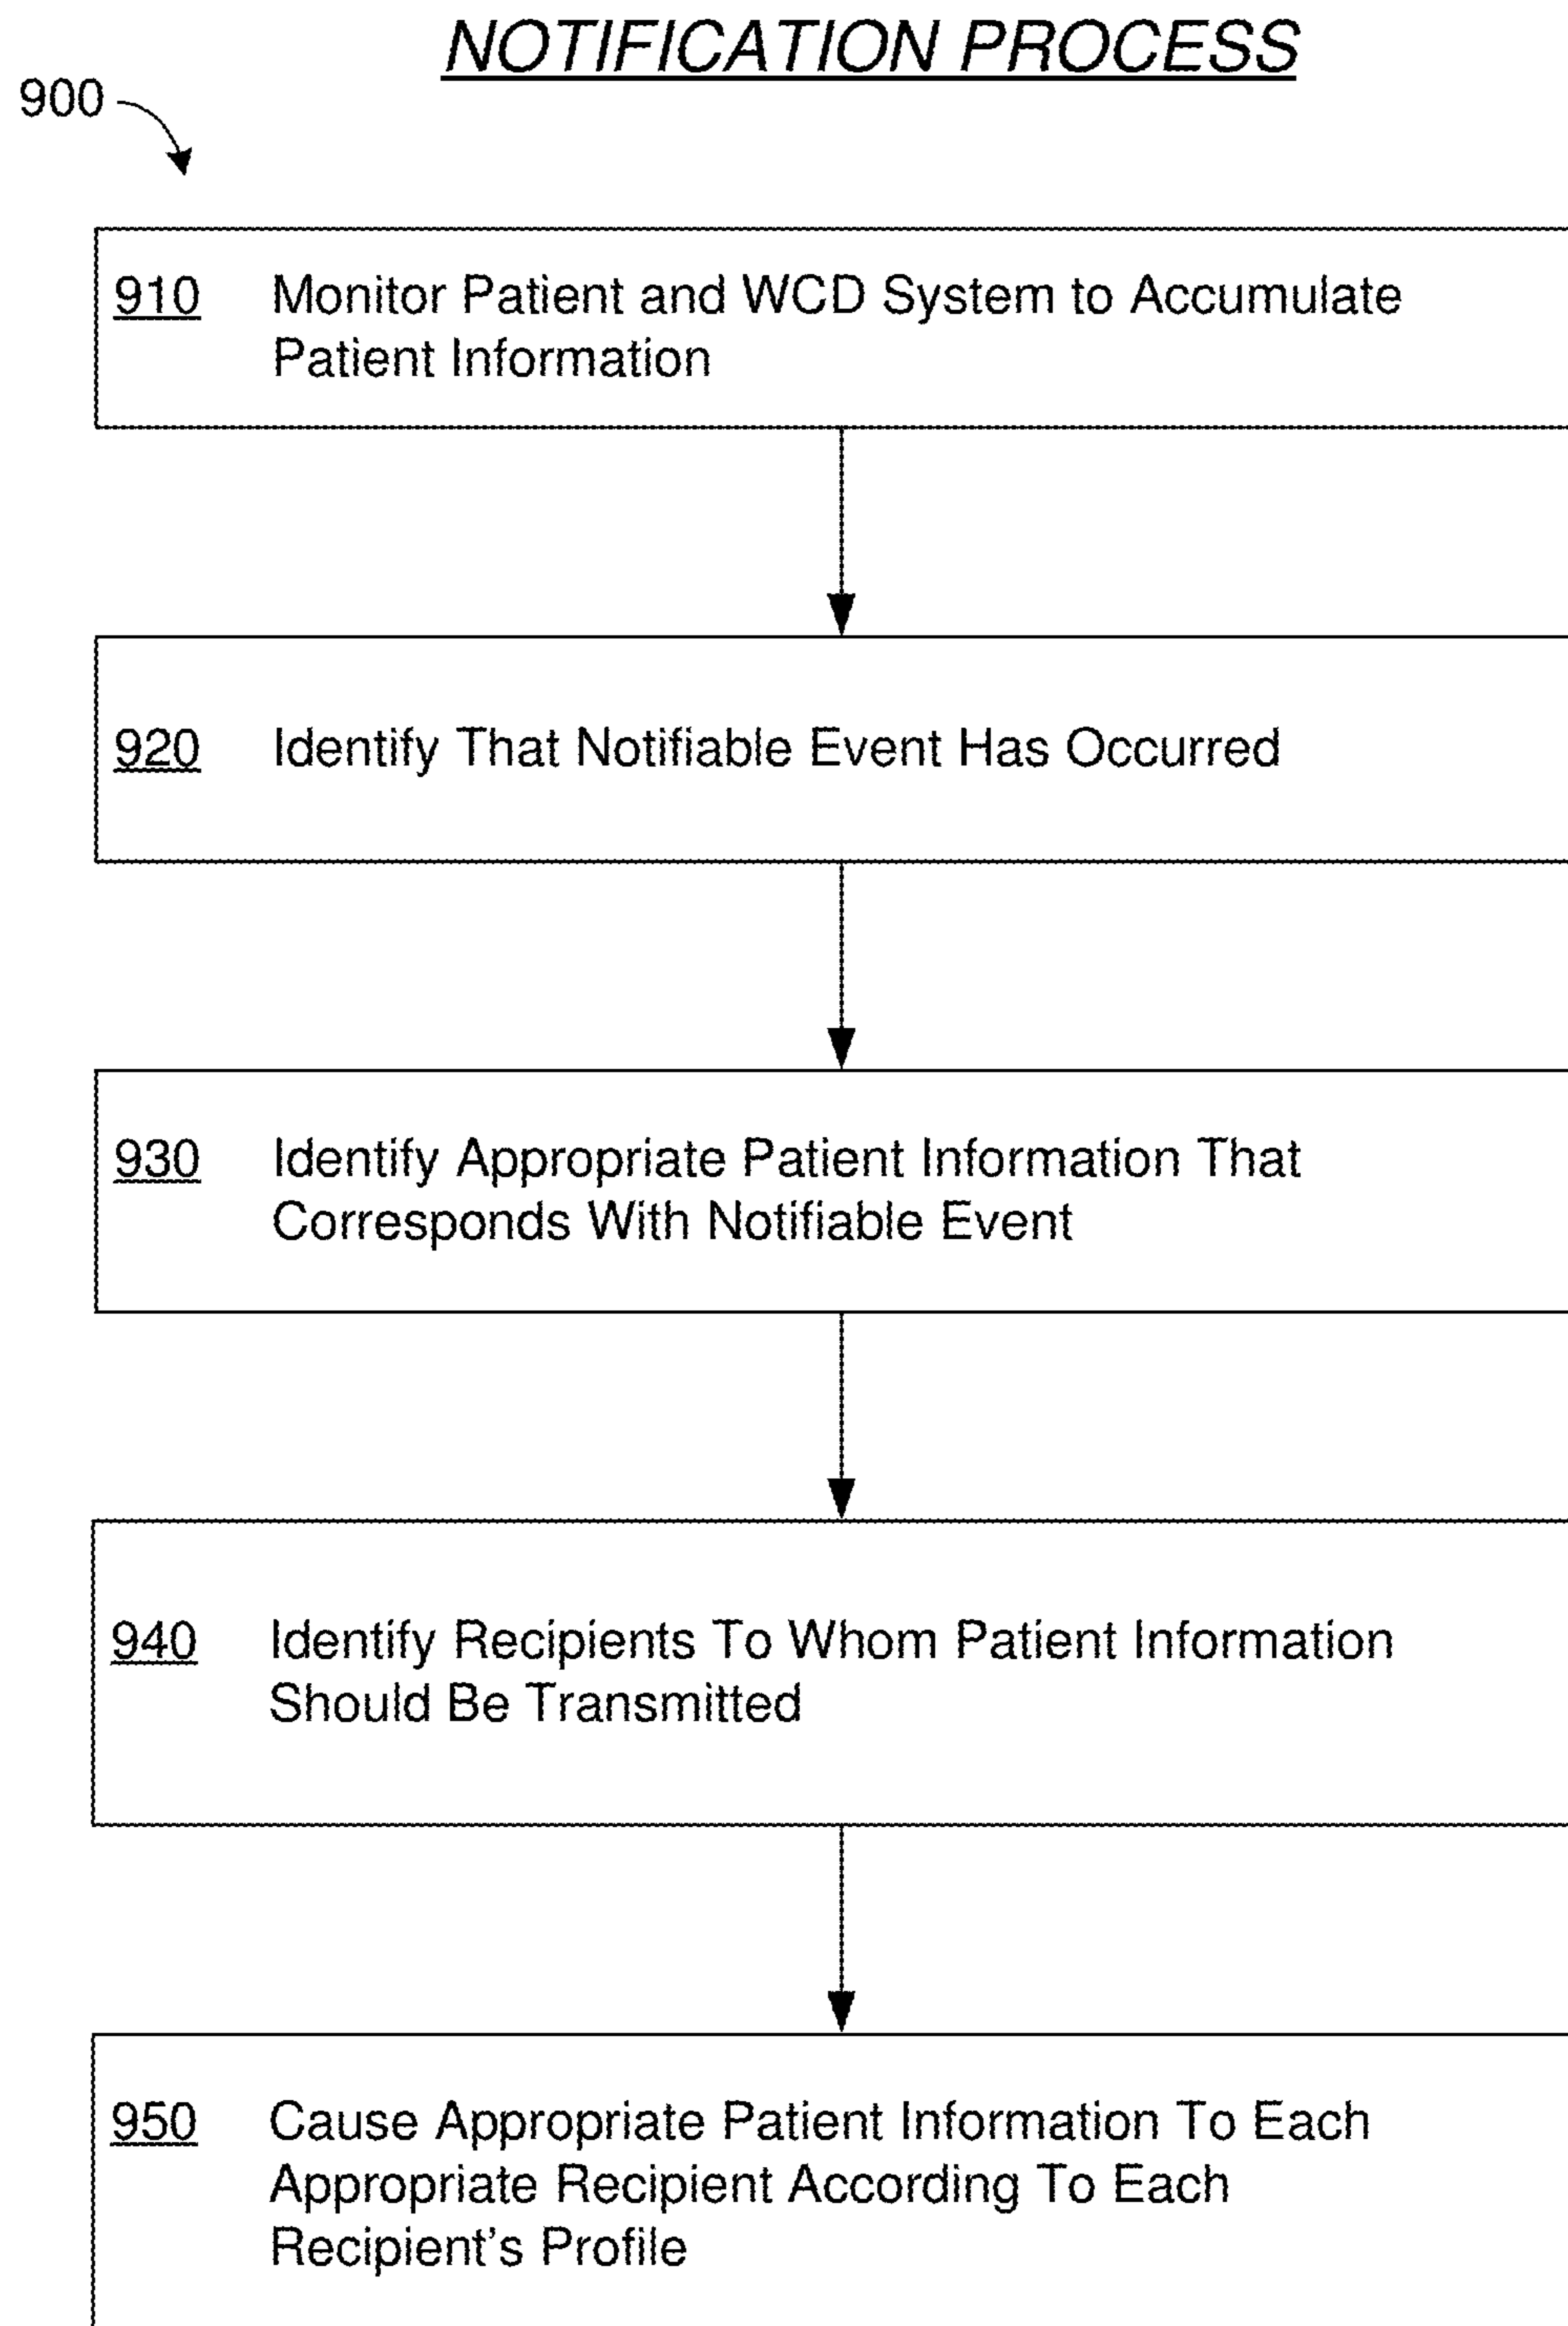 NOTIFICATION PROCESS
900
910 Monitor Patient and WCD System to Accumulate
Patient Information
920 Identify That Notifiable Event Has Occurred
930 Identify Appropriate Patient Information That
Corresponds With Notifiable Event
940 Identify Recipients To Whom Patient Information
Should Be Transmitted
950 Cause Appropriate Patient Information To Each
Appropriate Recipient According To Each
Recipient's Profile